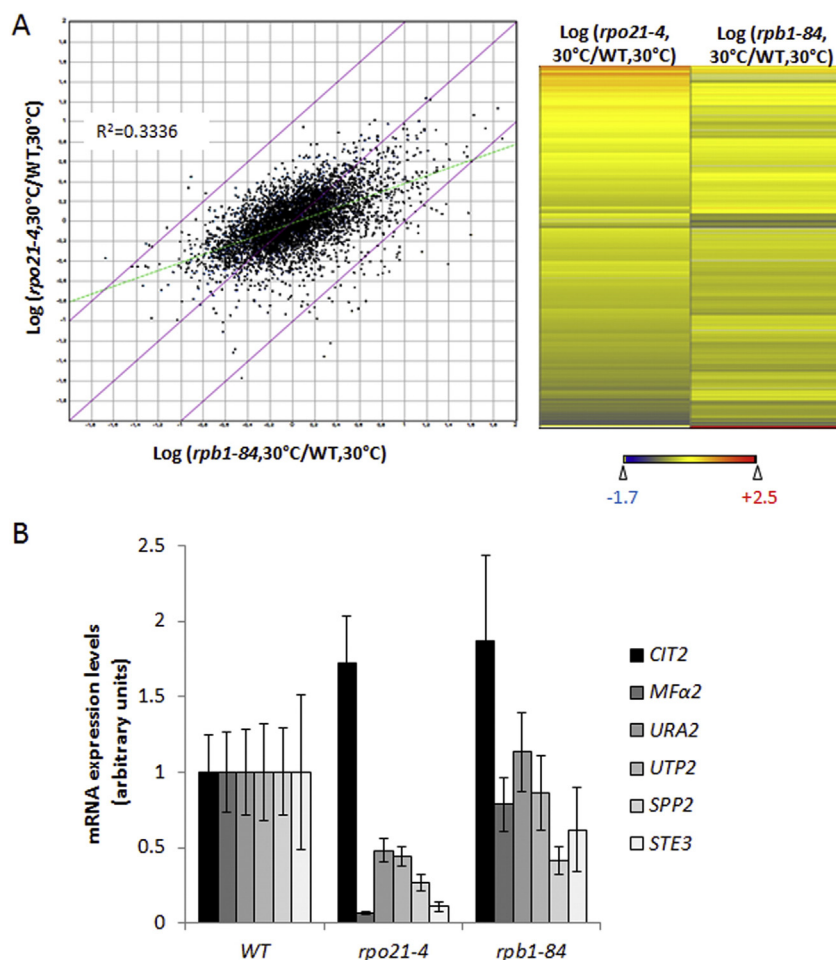 A
R²=0.3336
Log (rpo21-4,30°C/WT,30°C)
Log (rpb1-84,30°C/WT,30°C)
Log (rpo21-4,
30°C/WT,30°C)
Log (rpb1-84,
30°C/WT,30°C)
-1.7
+2.5
B
mRNA expression levels
(arbitrary units)
2.5
2
1.5
1
0.5
0
WT
rpo21-4
rpb1-84
CIT2
MFα2
URA2
UTP2
SPP2
STE3